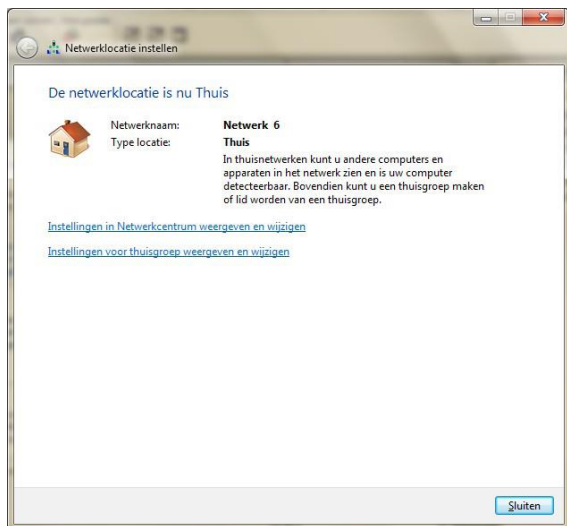 Netwerklocatie instellen
De netwerklocatie is nu Thuis
Netwerknaam: Netwerk 6
Type locatie: Thuis
In thuisnetwerken kunt u andere computers en
apparaten in het netwerk zien en is uw computer
detecteerbaar. Bovendien kunt u een thuisgroep maken
of lid worden van een thuisgroep.
Instellingen in Netwerkcentrum weergeven en wijzigen
Instellingen voor thuisgroep weergeven en wijzigen
Sluiten